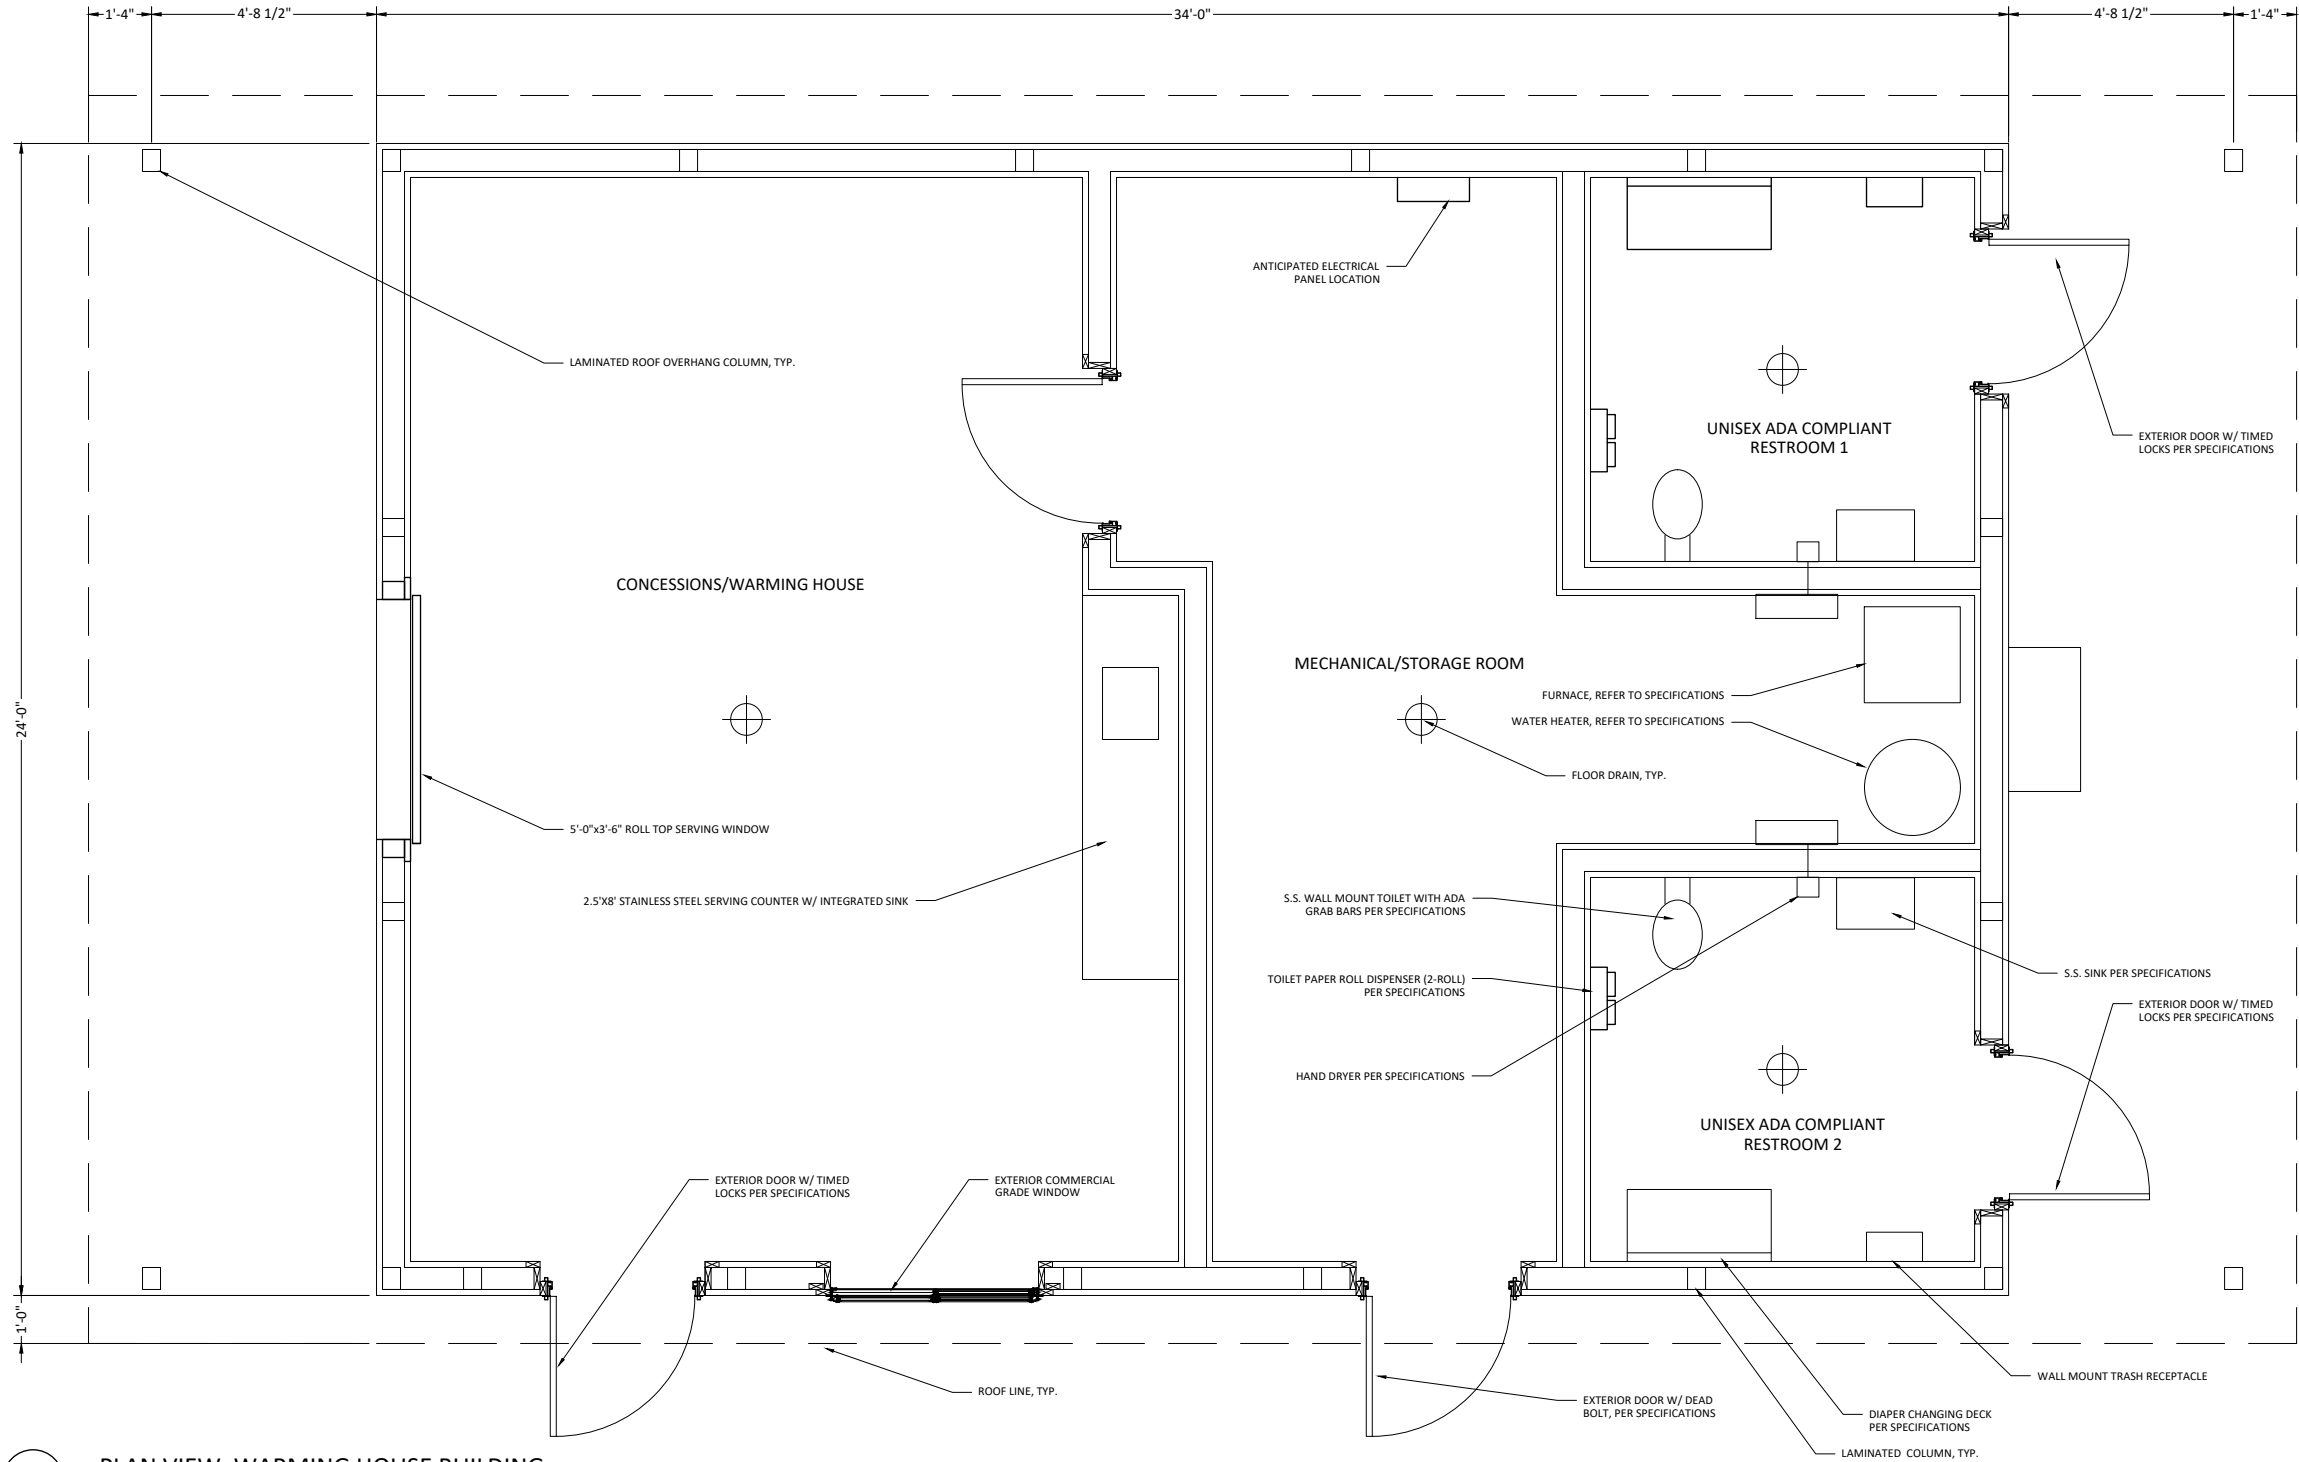 1'-4"
4'-8 1/2"
34'-0"
4'-8 1/2"
1'-4"
ANTICIPATED ELECTRICAL
PANEL LOCATION
LAMINATED ROOF OVERHANG COLUMN, TYP.
UNISEX ADA COMPLIANT
RESTROOM 1
EXTERIOR DOOR W/ TIMED
LOCKS PER SPECIFICATIONS
CONCESSIONS/WARMING HOUSE
MECHANICAL/STORAGE ROOM
FURNACE, REFER TO SPECIFICATIONS
WATER HEATER, REFER TO SPECIFICATIONS
24'-0"
FLOOR DRAIN, TYP.
5'-0"x3'-6" ROLL TOP SERVING WINDOW
2.5'X8' STAINLESS STEEL SERVING COUNTER W/ INTEGRATED SINK
S.S. WALL MOUNT TOILET WITH ADA
GRAB BARS PER SPECIFICATIONS
TOILET PAPER ROLL DISPENSER (2-ROLL)
PER SPECIFICATIONS
S.S. SINK PER SPECIFICATIONS
EXTERIOR DOOR W/ TIMED
LOCKS PER SPECIFICATIONS
HAND DRYER PER SPECIFICATIONS
UNISEX ADA COMPLIANT
RESTROOM 2
EXTERIOR DOOR W/ TIMED
LOCKS PER SPECIFICATIONS
EXTERIOR COMMERCIAL
GRADE WINDOW
1'-0"
ROOF LINE, TYP.
WALL MOUNT TRASH RECEPTACLE
EXTERIOR DOOR W/ DEAD
BOLT, PER SPECIFICATIONS
DIAPER CHANGING DECK
PER SPECIFICATIONS
LAMINATED COLUMN, TYP.
PLAN VIEW- WARMING HOUSE BUILDING